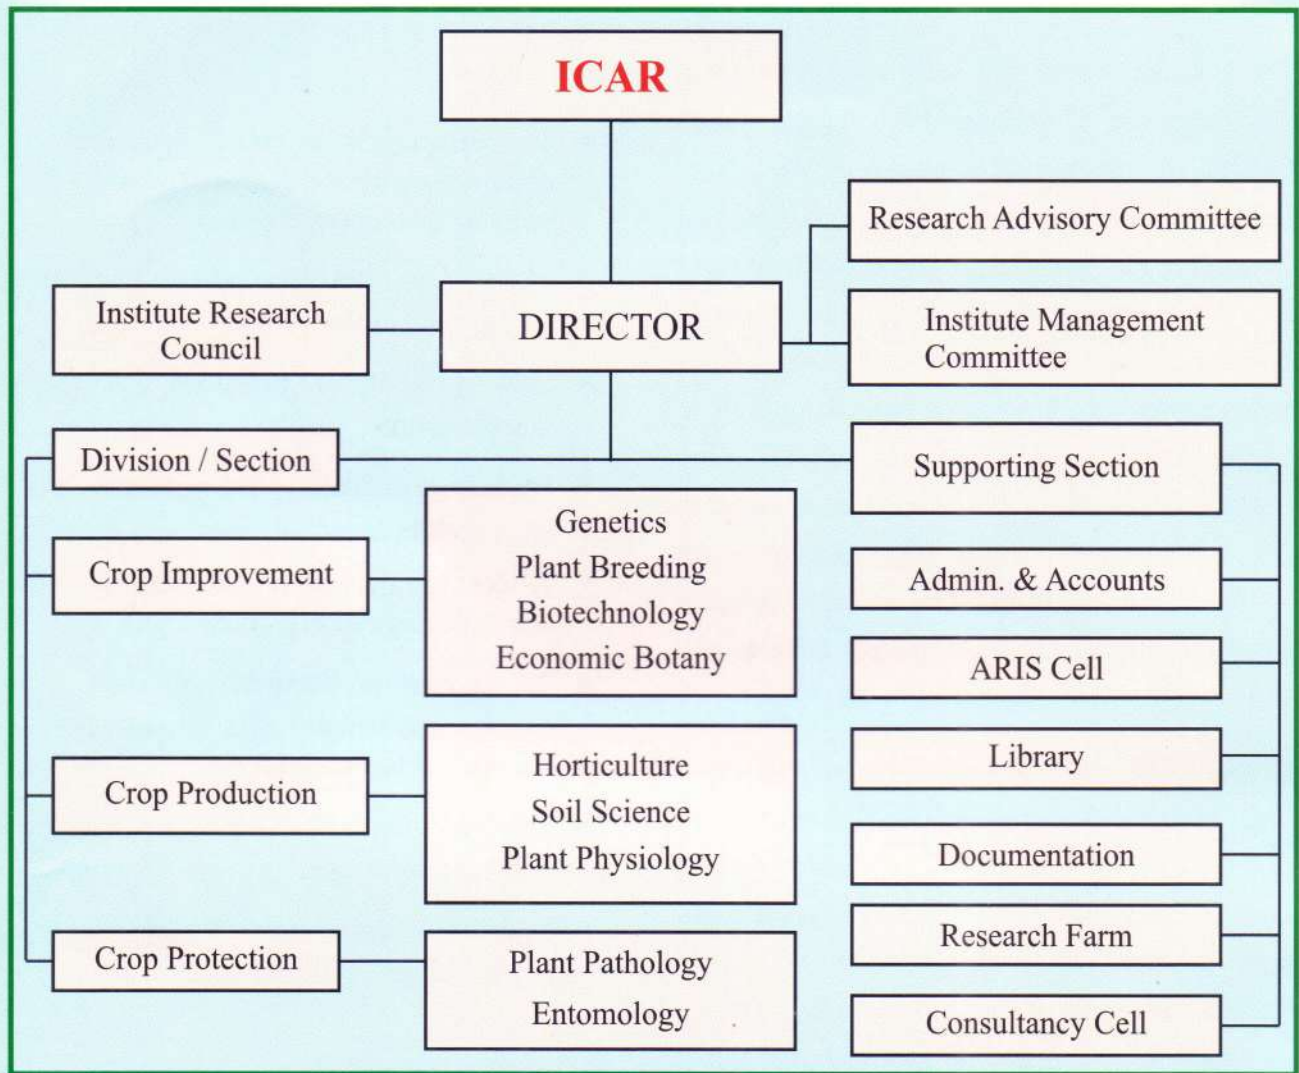 ICAR
Research Advisory Committee
Institute Research
Council
DIRECTOR
Institute Management
Committee
Division / Section
Supporting Section
Crop Improvement
Genetics
Plant Breeding
Biotechnology
Economic Botany
Admin. & Accounts
ARIS Cell
Crop Production
Horticulture
Soil Science
Plant Physiology
Library
Documentation
Research Farm
Crop Protection
Plant Pathology
Entomology
Consultancy Cell